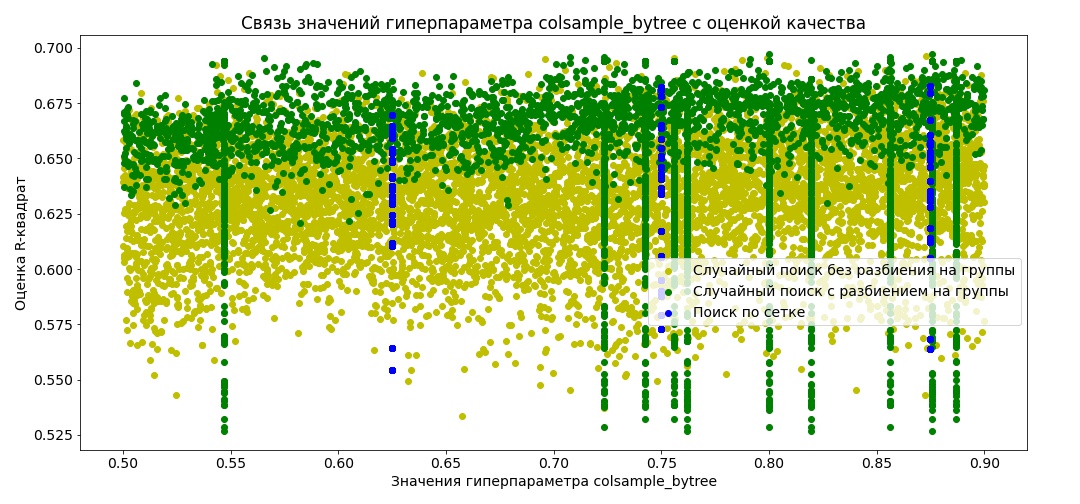 Связь значений гиперпараметра colsample_bytree с оценкой качества
0.700
0.675
0.650
0.625
0.600
0.575
0.550
0.525
Оценка R-квадрат
Случайный поиск без разбиения на группы
Случайный поиск с разбиением на группы
Поиск по сетке
0.50 0.55 0.60 0.65 0.70 0.75 0.80 0.85 0.90
Значения гиперпараметра colsample_bytree